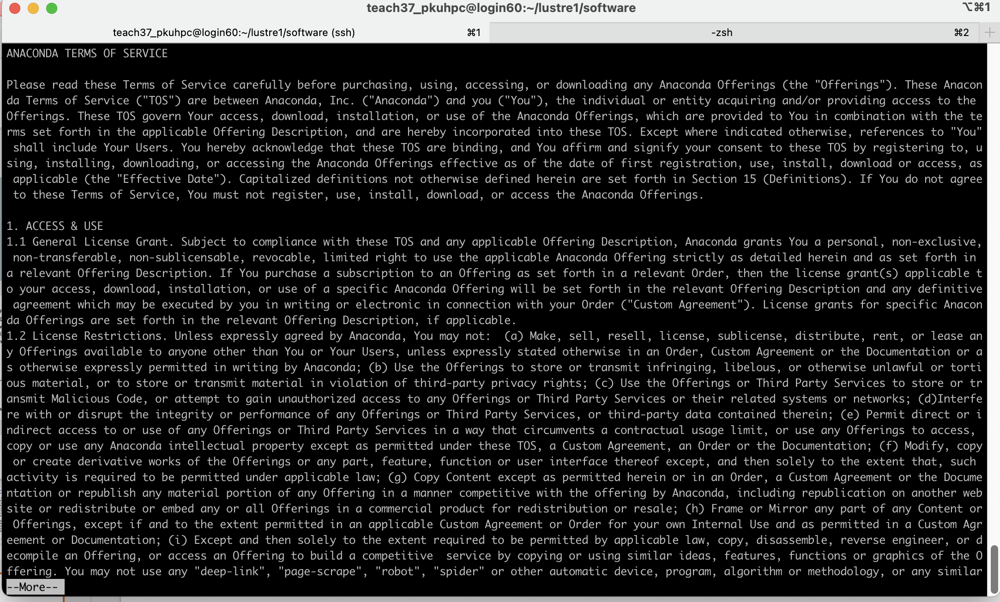 teach37_pkuhpc@login60:~/lustre1/software
⌥⌘1
teach37_pkuhpc@login60:~/lustre1/software (ssh)
⌘1
-zsh
⌘2
ANACONDA TERMS OF SERVICE
Please read these Terms of Service carefully before purchasing, using, accessing, or downloading any Anaconda Offerings (the "Offerings"). These Anacon
da Terms of Service ("TOS") are between Anaconda, Inc. ("Anaconda") and you ("You"), the individual or entity acquiring and/or providing access to the
Offerings. These TOS govern Your access, download, installation, or use of the Anaconda Offerings, which are provided to You in combination with the te
rms set forth in the applicable Offering Description, and are hereby incorporated into these TOS. Except where indicated otherwise, references to "You"
shall include Your Users. You hereby acknowledge that these TOS are binding, and You affirm and signify your consent to these TOS by registering to, u
sing, installing, downloading, or accessing the Anaconda Offerings effective as of the date of first registration, use, install, download or access, as
applicable (the "Effective Date"). Capitalized definitions not otherwise defined herein are set forth in Section 15 (Definitions). If You do not agree
to these Terms of Service, You must not register, use, install, download, or access the Anaconda Offerings.
1. ACCESS & USE
1.1 General License Grant. Subject to compliance with these TOS and any applicable Offering Description, Anaconda grants You a personal, non-exclusive,
non-transferable, non-sublicensable, revocable, limited right to use the applicable Anaconda Offering strictly as detailed herein and as set forth in
a relevant Offering Description. If You purchase a subscription to an Offering as set forth in a relevant Order, then the license grant(s) applicable t
o your access, download, installation, or use of a specific Anaconda Offering will be set forth in the relevant Offering Description and any definitive
agreement which may be executed by you in writing or electronic in connection with your Order ("Custom Agreement"). License grants for specific Anacon
da Offerings are set forth in the relevant Offering Description, if applicable.
1.2 License Restrictions. Unless expressly agreed by Anaconda, You may not:  (a) Make, sell, resell, license, sublicense, distribute, rent, or lease an
y Offerings available to anyone other than You or Your Users, unless expressly stated otherwise in an Order, Custom Agreement or the Documentation or a
s otherwise expressly permitted in writing by Anaconda; (b) Use the Offerings to store or transmit infringing, libelous, or otherwise unlawful or torti
ous material, or to store or transmit material in violation of third-party privacy rights; (c) Use the Offerings or Third Party Services to store or tr
ansmit Malicious Code, or attempt to gain unauthorized access to any Offerings or Third Party Services or their related systems or networks; (d)Interfe
re with or disrupt the integrity or performance of any Offerings or Third Party Services, or third-party data contained therein; (e) Permit direct or i
ndirect access to or use of any Offerings or Third Party Services in a way that circumvents a contractual usage limit, or use any Offerings to access,
copy or use any Anaconda intellectual property except as permitted under these TOS, a Custom Agreement, an Order or the Documentation; (f) Modify, copy
or create derivative works of the Offerings or any part, feature, function or user interface thereof except, and then solely to the extent that, such
activity is required to be permitted under applicable law; (g) Copy Content except as permitted herein or in an Order, a Custom Agreement or the Docume
ntation or republish any material portion of any Offering in a manner competitive with the offering by Anaconda, including republication on another web
site or redistribute or embed any or all Offerings in a commercial product for redistribution or resale; (h) Frame or Mirror any part of any Content or
Offerings, except if and to the extent permitted in an applicable Custom Agreement or Order for your own Internal Use and as permitted in a Custom Agr
eement or Documentation; (i) Except and then solely to the extent required to be permitted by applicable law, copy, disassemble, reverse engineer, or d
ecompile an Offering, or access an Offering to build a competitive  service by copying or using similar ideas, features, functions or graphics of the O
ffering. You may not use any "deep-link", "page-scrape", "robot", "spider" or other automatic device, program, algorithm or methodology, or any similar
--More--